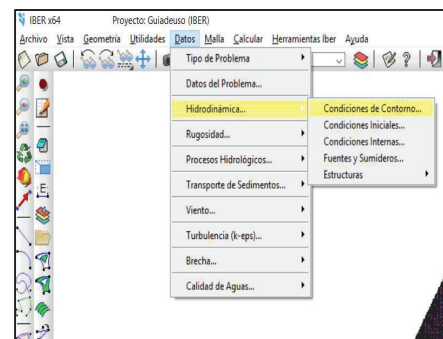 IBER x64 Proyecto: Guiadeuso (IBER)
Archivo Vista Geometría Utilidades Datos Malla Calcular Herramientas Iber Ayuda
Tipo de Problema
Datos del Problema...
Hidrodinámica...
Condiciones de Contorno...
Condiciones Iniciales...
Condiciones Internas...
Fuentes y Sumideros...
Estructuras
Rugosidad...
Procesos Hidrológicos...
Transporte de Sedimentos...
Viento...
Turbulencia (k-eps)...
Brecha...
Calidad de Aguas...
E